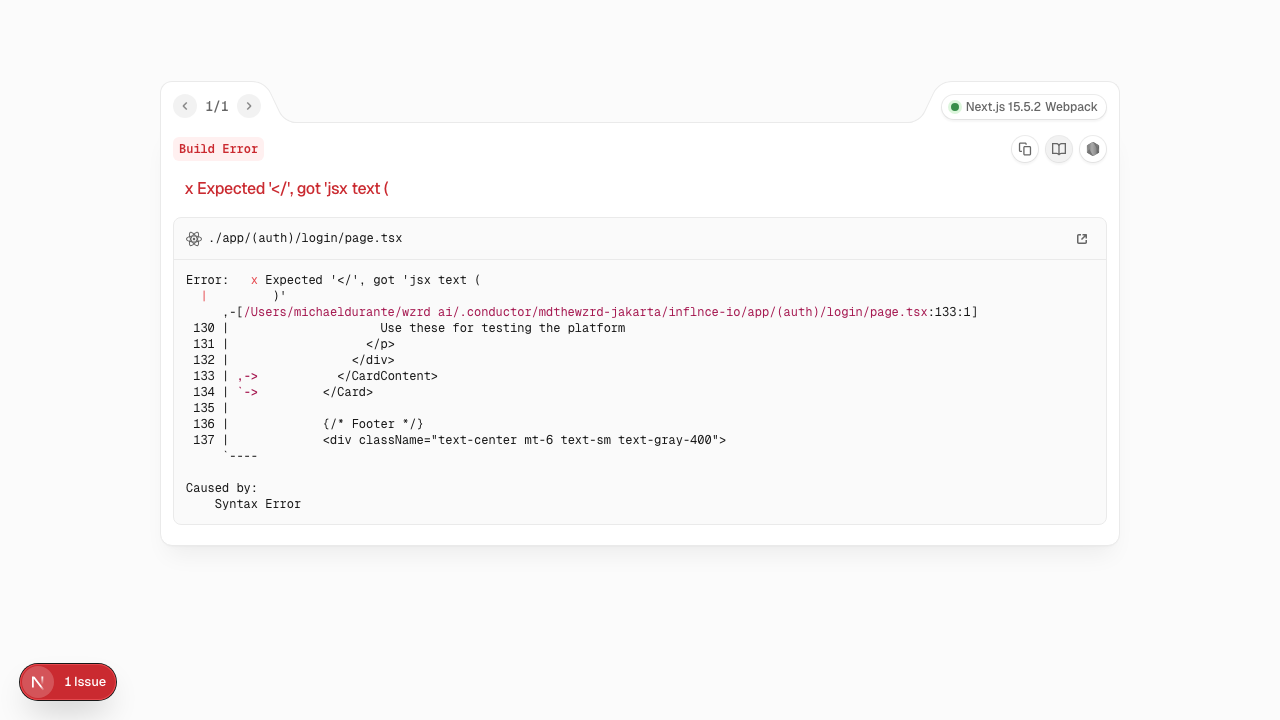 1/1
Next.js 15.5.2 Webpack
Build Error
x Expected '</', got 'jsx text (
./app/(auth)/login/page.tsx
Error:   x Expected '</', got 'jsx text (
  |         )'
     ,-[/Users/michaeldurante/wzrd ai/.conductor/mdthewzrd-jakarta/inflnce-io/app/(auth)/login/page.tsx:133:1]
 130 |                     Use these for testing the platform
 131 |                   </p>
 132 |                 </div>
 133 | ,->           </CardContent>
 134 | `->         </Card>
 135 |
 136 |             {/* Footer */}
 137 |             <div className="text-center mt-6 text-sm text-gray-400">
     `----
Caused by:
    Syntax Error
N 1 Issue